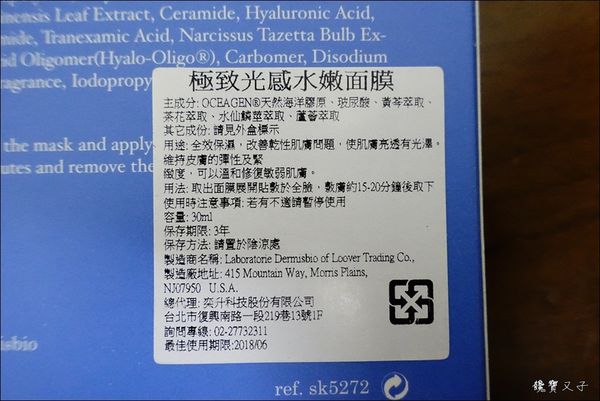 inensis Leaf Extract, Ceramide, Hyaluronic Acid,
mide, Tranexamic Acid, Narcissus Tazetta Bulb Ex-
id Oligomer(Hyalo-Oligo®), Carbomer, Disodium
ragrance, Iodopropy
極致光感水嫩面膜
主成分: OCEAGEN®天然海洋膠原、玻尿酸、黃芩萃取、
茶花萃取、水仙鱗莖萃取、蘆薈萃取
其它成份: 請見外盒標示
the mask and apply
用途: 全效保濕，改善乾性肌膚問題，使肌膚亮透有光澤。
utes and remove the
維持皮膚的彈性及緊
緻度，可以溫和修復敏弱肌膚。
用法: 取出面膜展開貼敷於全臉，敷膚約15-20分鐘後取下
使用時注意事項: 若有不適請暫停使用
容量: 30ml
保存期限: 3年
保存方法: 請置於陰涼處
製造商名稱: Laboratorie Dermisbio of Loover Trading Co.,
製造廠地址: 415 Mountain Way, Morris Plains,
NJ07950 U.S.A.
總代理: 奕升科技股份有限公司
台北市復興南路一段219巷13號1F
詢問專線: 02-27732311
最佳使用期限:2018/06
isbio
ref. sk5272
饞寶叉子